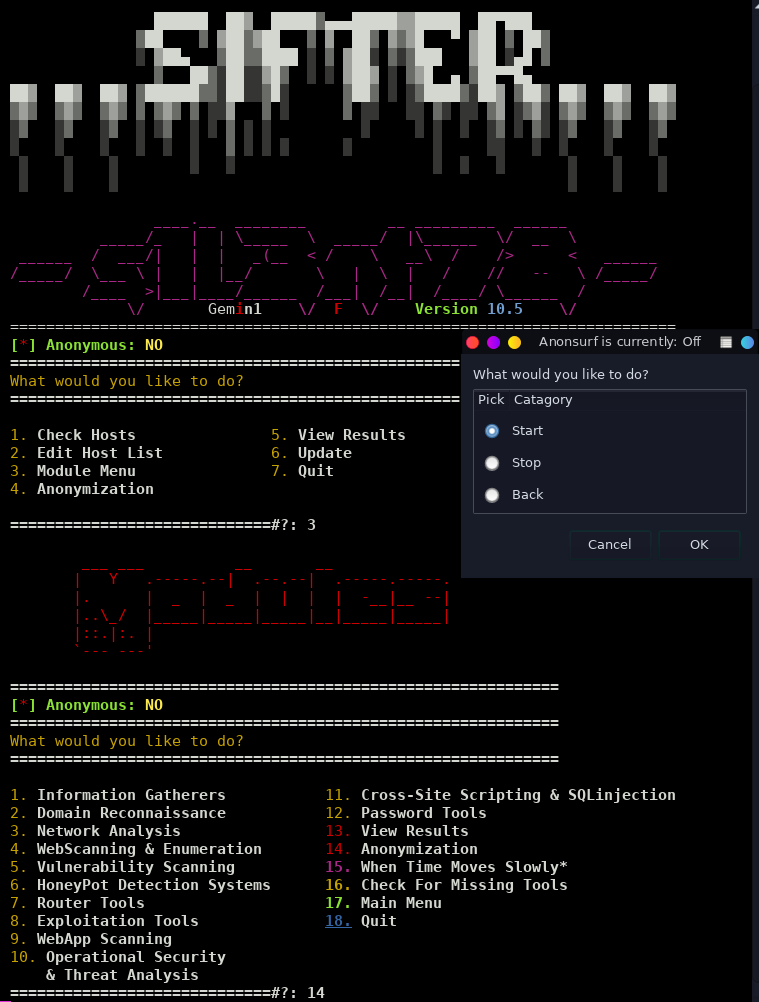 SIFTER
s1l3nt78
Gem1n1 F Version 10.5
[*] Anonymous: NO
What would you like to do?
1. Check Hosts 5. View Results
2. Edit Host List 6. Update
3. Module Menu 7. Quit
4. Anonymization
#?: 3
Anonsurf is currently: Off
What would you like to do?
Pick Catagory
Start
Stop
Back
Cancel OK
Modules
[*] Anonymous: NO
What would you like to do?
1. Information Gatherers 11. Cross-Site Scripting & SQLinjection
2. Domain Reconnaissance 12. Password Tools
3. Network Analysis 13. View Results
4. WebScanning & Enumeration 14. Anonymization
5. Vulnerability Scanning 15. When Time Moves Slowly*
6. HoneyPot Detection Systems 16. Check For Missing Tools
7. Router Tools 17. Main Menu
8. Exploitation Tools 18. Quit
9. WebApp Scanning
10. Operational Security
& Threat Analysis
#?: 14